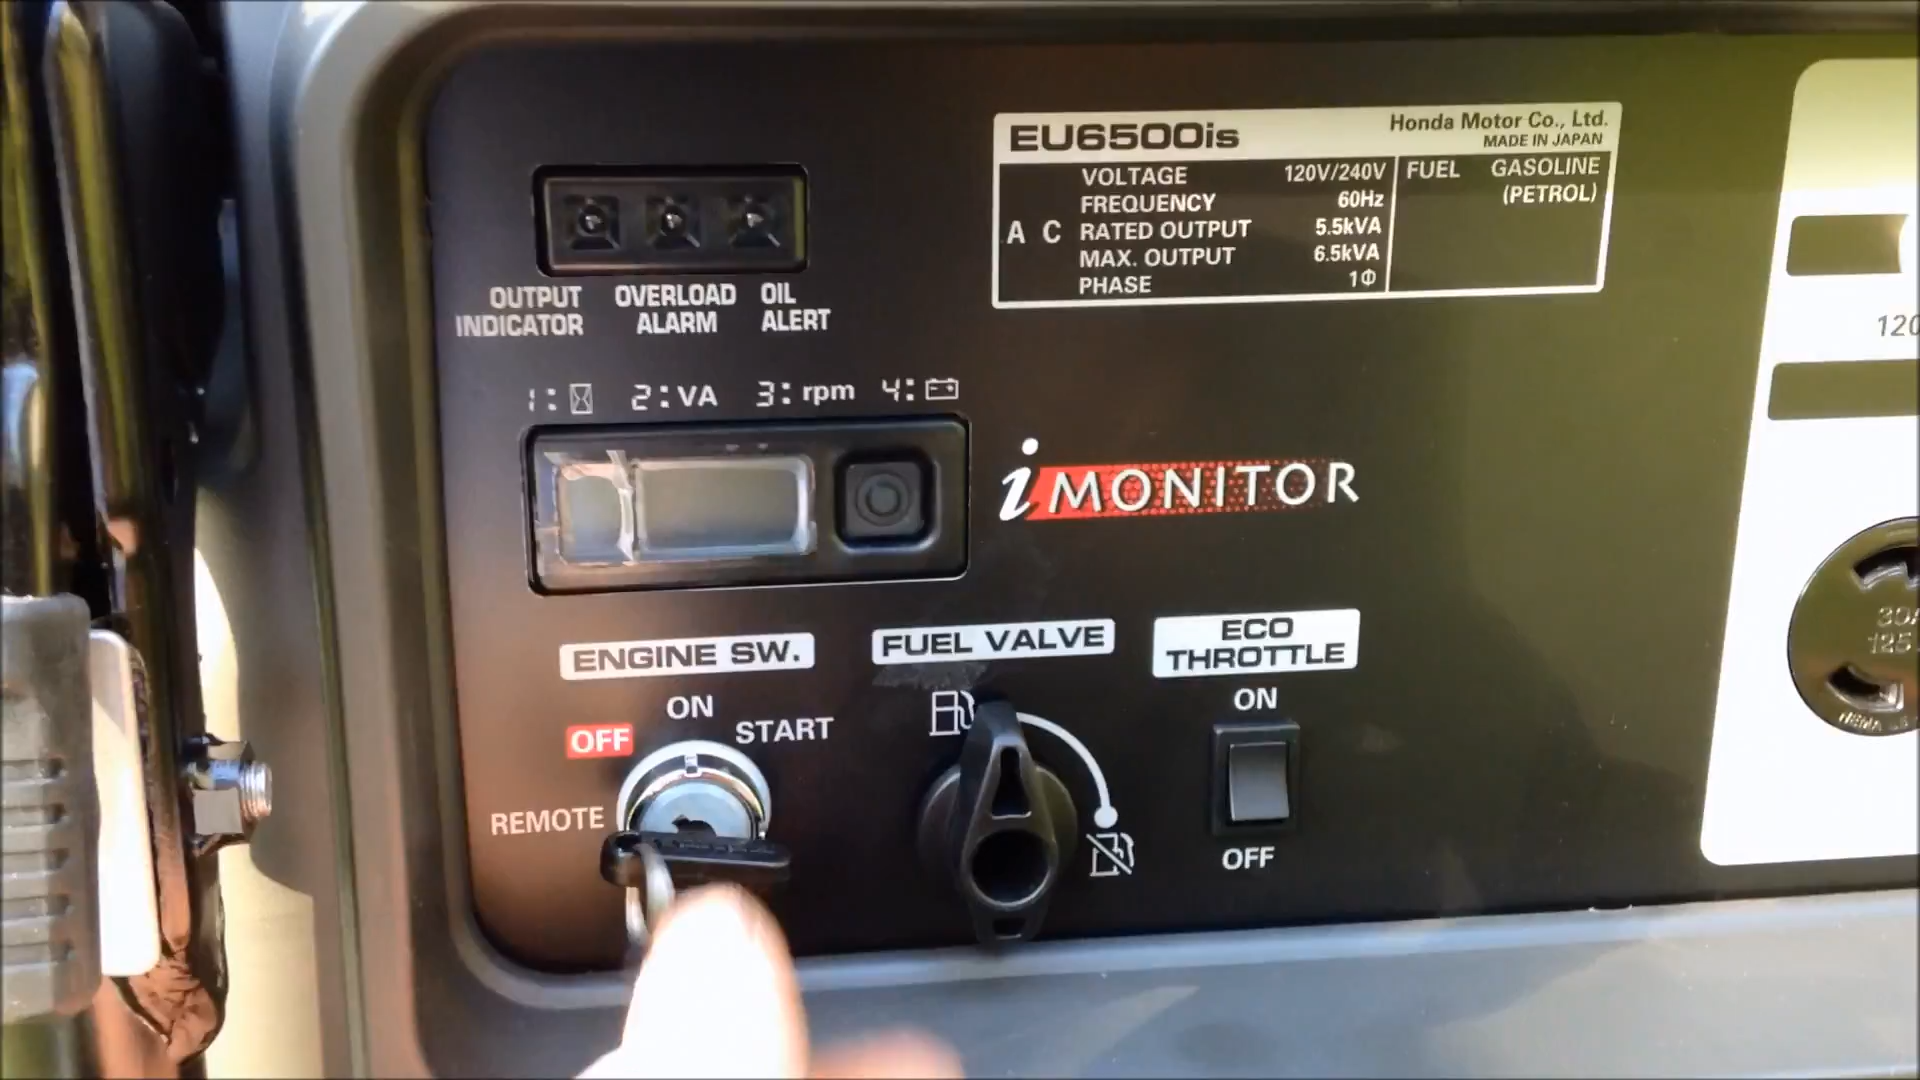 EU6500is
Honda Motor Co., Ltd.
MADE IN JAPAN
A C
VOLTAGE 120V/240V
FREQUENCY 60Hz
RATED OUTPUT 5.5kVA
MAX. OUTPUT 6.5kVA
PHASE 1Φ
FUEL GASOLINE
(PETROL)
OUTPUT
INDICATOR
OVERLOAD
ALARM
OIL
ALERT
1: 2:VA 3:rpm 4:
i MONITOR
ENGINE SW.
OFF
ON
START
REMOTE
FUEL VALVE
ECO
THROTTLE
ON
OFF